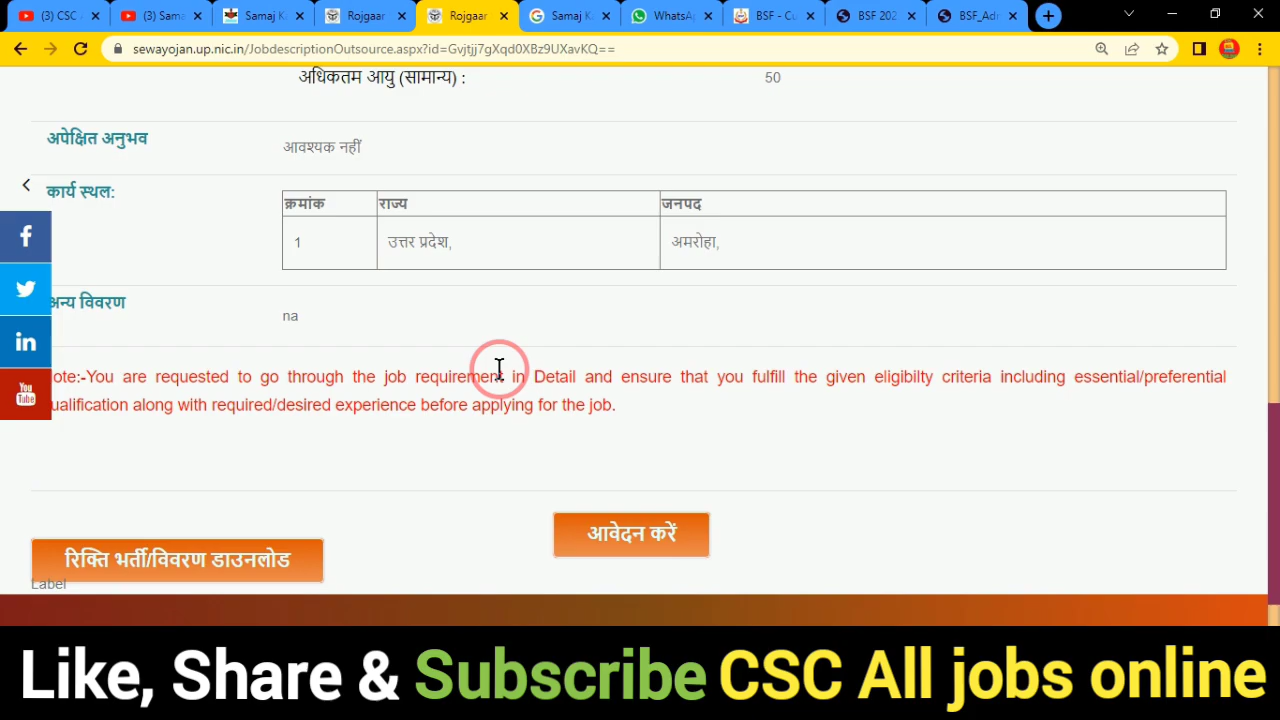 (3) CSC
(3) Sama
Samaj K
Rojgaar
Rojgaar
Samaj K
WhatsA
BSF - Cu
BSF 202
BSF_Adm
sewayojan.up.nic.in/JobdescriptionOutsource.aspx?id=Gvjtjj7gXqd0XBz9UXavKQ==
अधिकतम आयु (सामान्य) : 50
अपेक्षित अनुभव
आवश्यक नहीं
कार्य स्थल:
क्रमांक राज्य जनपद
1 उत्तर प्रदेश, अमरोहा,
अन्य विवरण
na
ote:-You are requested to go through the job requirement in Detail and ensure that you fulfill the given eligibilty criteria including essential/preferential
ualification along with required/desired experience before applying for the job.
You
Tube
आवेदन करें
रिक्ति भर्ती/विवरण डाउनलोड
Label
Like, Share & Subscribe CSC All jobs online